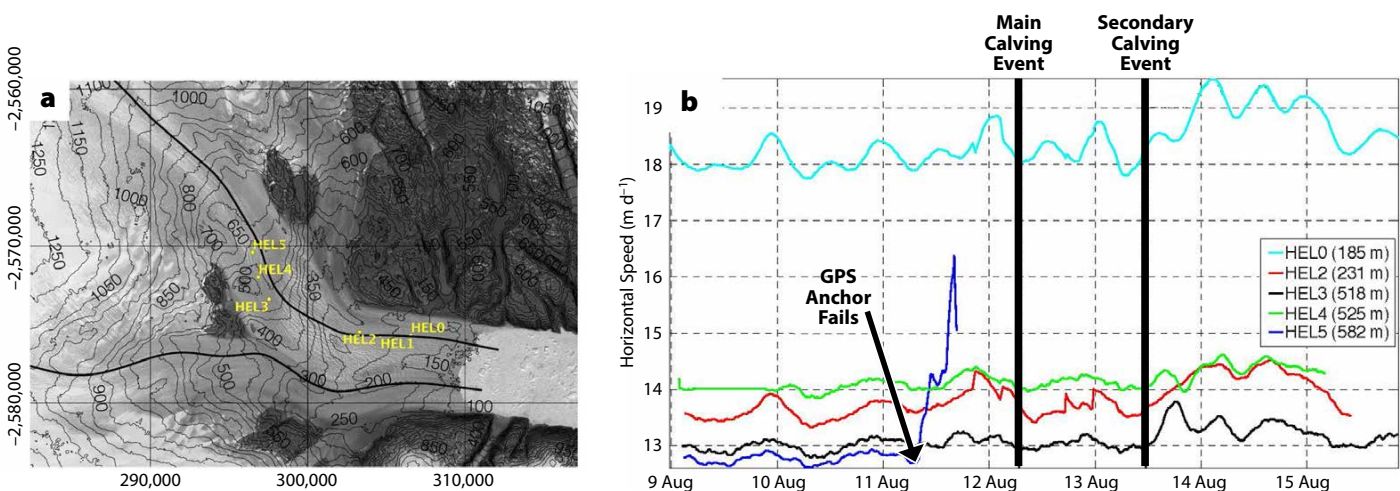 a
−2,560,000
−2,570,000
−2,580,000
290,000
300,000
310,000
1100
1000
1150
1250
1000
800
600
600
700
650
HEL5
HEL4
500
350
HEL3
400
850
1050
1250
HEL2
HEL1
HEL0
150
300
200
500
900
100
250
850
Main
Calving
Event
Secondary
Calving
Event
b
GPS
Anchor
Fails
Horizontal Speed (m d⁻¹)
19
18
17
16
15
14
13
HEL0 (185 m)
HEL2 (231 m)
HEL3 (518 m)
HEL4 (525 m)
HEL5 (582 m)
9 Aug
10 Aug
11 Aug
12 Aug
13 Aug
14 Aug
15 Aug